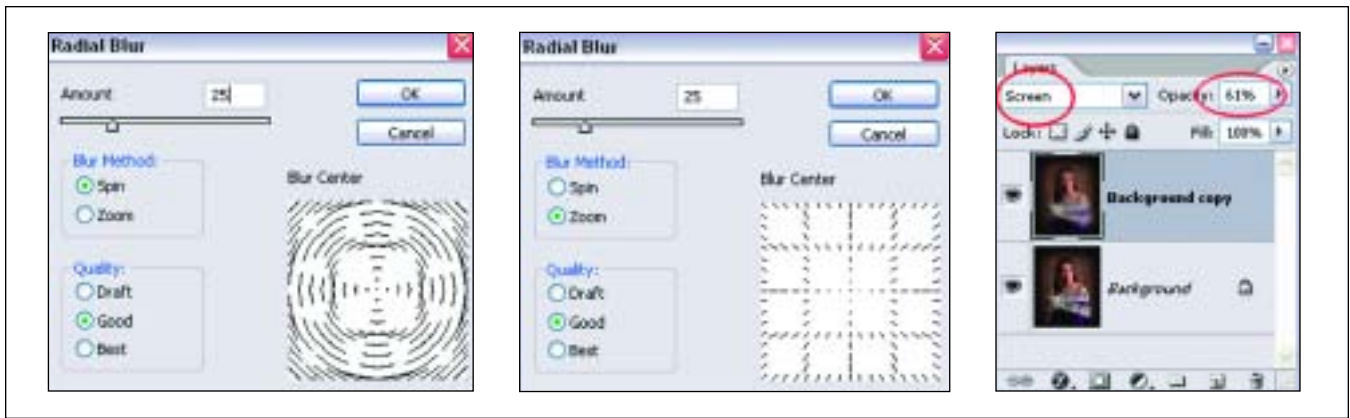 Radial Blur
Amount 25
OK
Cancel
Blur Method:
Spin
Zoom
Blur Center
Quality:
Draft
Good
Best
Radial Blur
Amount 25
OK
Cancel
Blur Method:
Spin
Zoom
Blur Center
Quality:
Draft
Good
Best
Layers
Screen Opacity: 61%
Lock: Fill: 100%
Background copy
Background